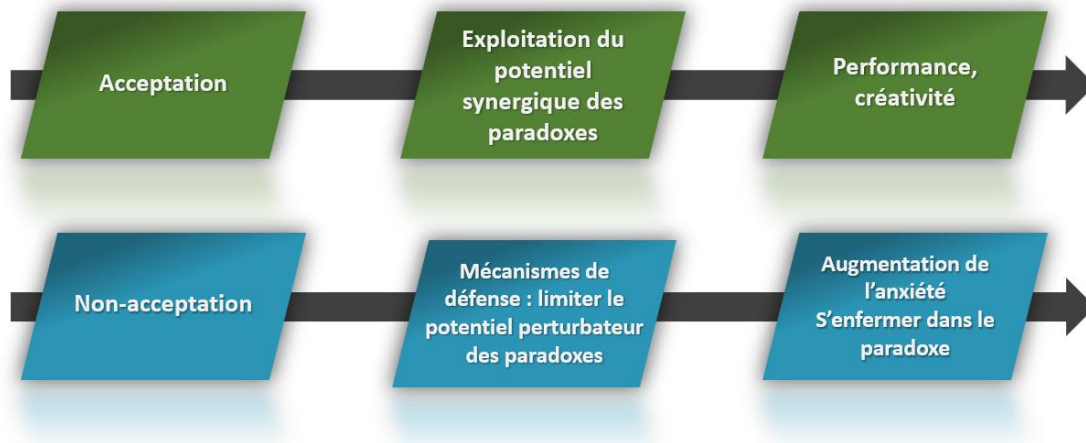 Acceptation
Exploitation du
potentiel
synergique des
paradoxes
Performance,
créativité
Non-acceptation
Mécanismes de
défense : limiter le
potentiel perturbateur
des paradoxes
Augmentation de
l’anxiété
S’enfermer dans le
paradoxe